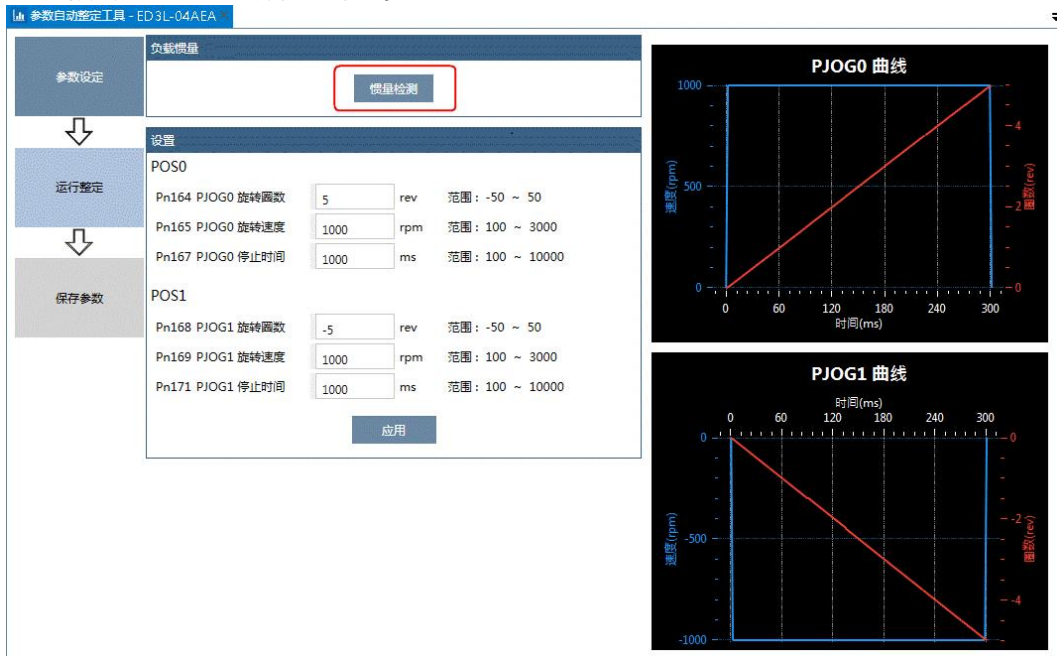 参数自动整定工具 - ED3L-04AEA
参数设定
运行整定
保存参数
负载惯量
惯量检测
设置
POS0
Pn164 PJOG0 旋转圈数 5 rev 范围：-50 ~ 50
Pn165 PJOG0 旋转速度 1000 rpm 范围：100 ~ 3000
Pn167 PJOG0 停止时间 1000 ms 范围：100 ~ 10000
POS1
Pn168 PJOG1 旋转圈数 -5 rev 范围：-50 ~ 50
Pn169 PJOG1 旋转速度 1000 rpm 范围：100 ~ 3000
Pn171 PJOG1 停止时间 1000 ms 范围：100 ~ 10000
应用
PJOG0 曲线
1000
500
0
速度(rpm)
4
2
0
圈数(rev)
0 60 120 180 240 300
时间(ms)
PJOG1 曲线
时间(ms)
0 60 120 180 240 300
0
-500
-1000
速度(rpm)
0
-2
-4
圈数(rev)